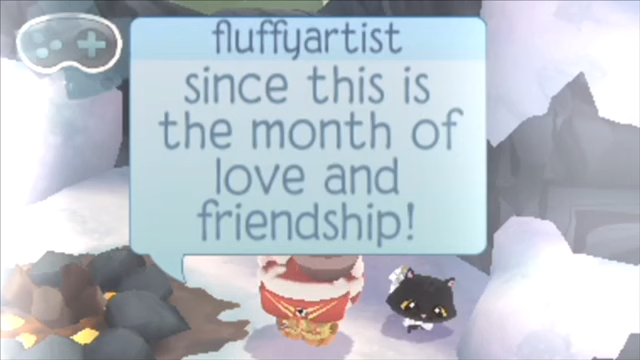 fluffyartist
since this is
the month of
love and
friendship!